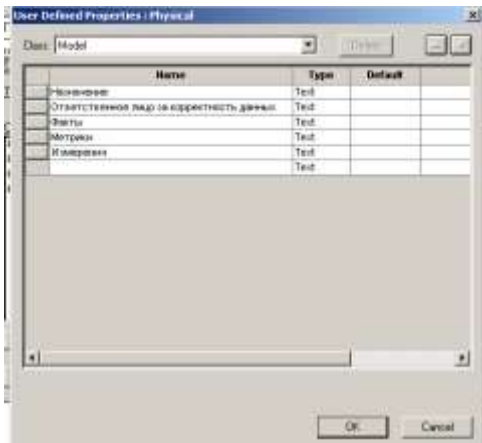 User Defined Properties : Physical
Class: Model Delete
Name Type Default
Назначение Text
Ответственное лицо за корректность данных Text
Факты Text
Метрики Text
Измерения Text
Text
OK Cancel